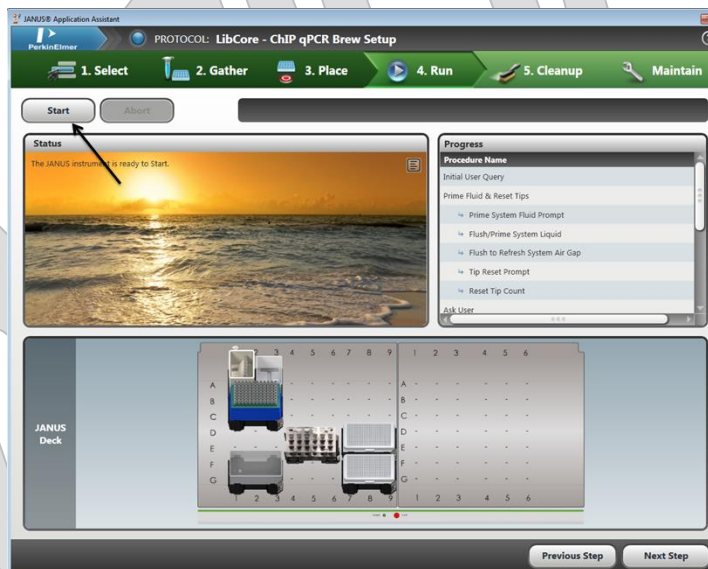 JANUS® Application Assistant
PerkinElmer
PROTOCOL: LibCore - ChIP qPCR Brew Setup
1. Select
2. Gather
3. Place
4. Run
5. Cleanup
Maintain
Start
Abort
Status
The JANUS instrument is ready to Start.
Progress
Procedure Name
Initial User Query
Prime Fluid & Reset Tips
Prime System Fluid Prompt
Flush/Prime System Liquid
Flush to Refresh System Air Gap
Tip Reset Prompt
Reset Tip Count
Ask User
JANUS
Deck
2 3 4 5 6 7 8 9 1 2 3 4 5 6
A A
B B
C C
D D
E E
F F
G G
1 2 3 4 5 6 7 8 9 1 2 3 4 5 6
Previous Step
Next Step